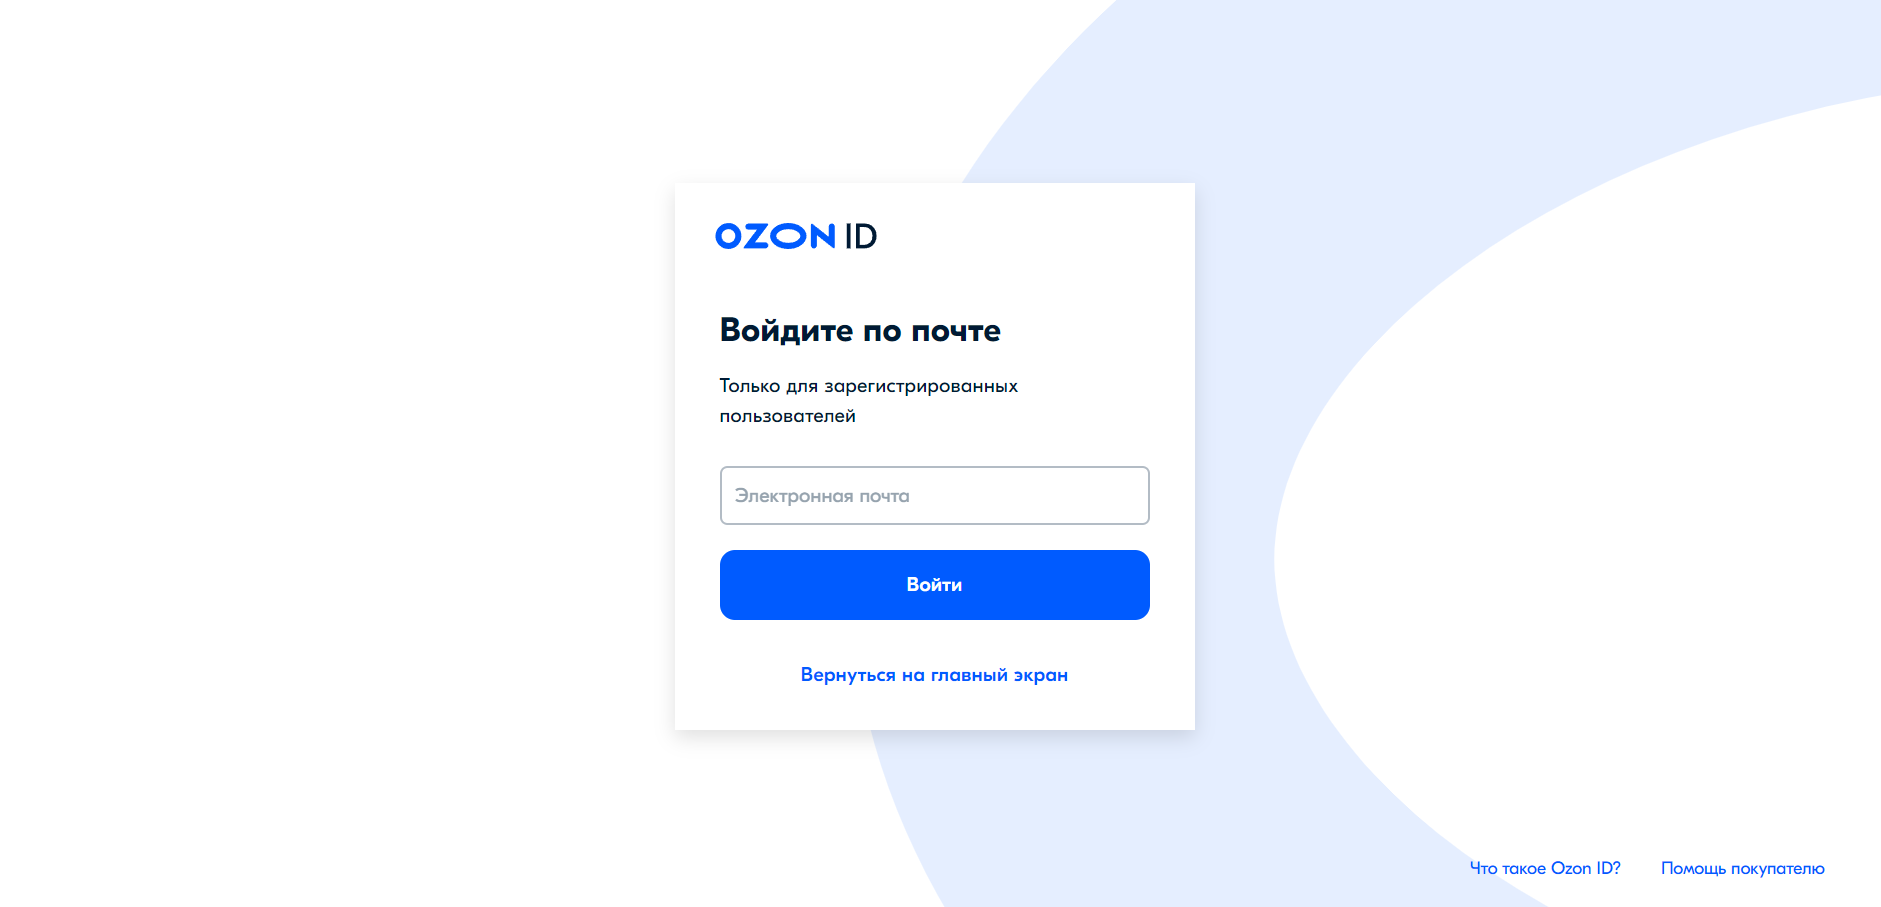 OZON ID
Войдите по почте
Только для зарегистрированных
пользователей
Электронная почта
Войти
Вернуться на главный экран
Что такое Ozon ID?
Помощь покупателю